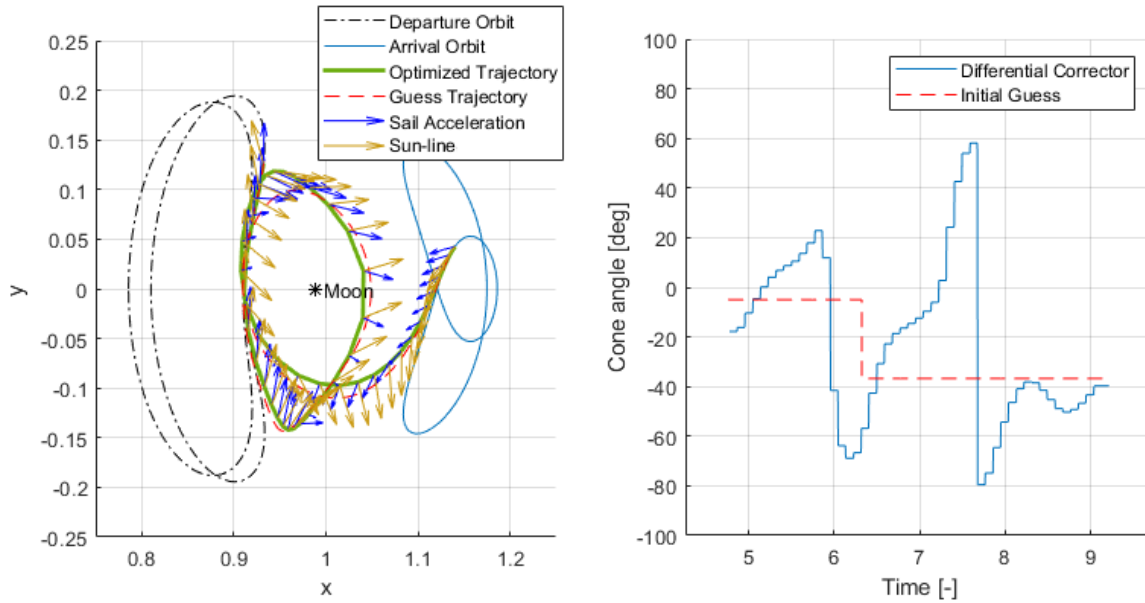 Departure Orbit
Arrival Orbit
Optimized Trajectory
Guess Trajectory
Sail Acceleration
Sun-line
0.25
0.2
0.15
0.1
0.05
0
-0.05
-0.1
-0.15
-0.2
-0.25
y
Moon
0.8 0.9 1 1.1 1.2
x
Differential Corrector
Initial Guess
100
80
60
40
20
0
-20
-40
-60
-80
-100
Cone angle [deg]
5 6 7 8 9
Time [-]